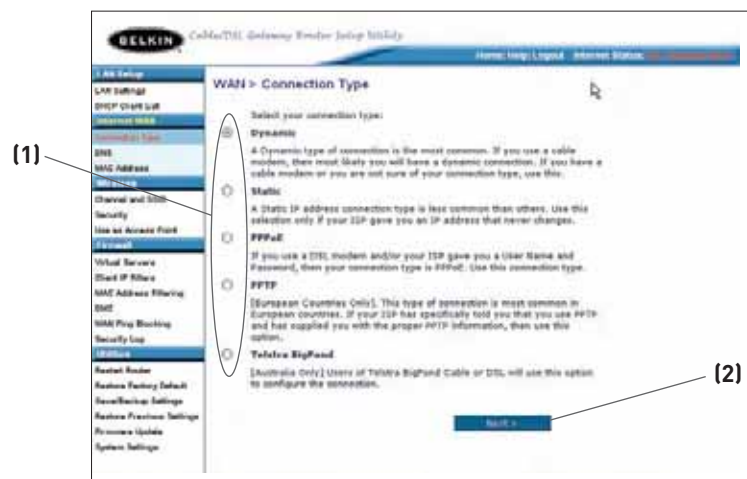 BELKIN
Cable/DSL Gateway Router Setup Utility
Home| Help| Logout Internet Status:
LAN Setup
LAN Settings
DHCP Client List
Internet WAN
Connection Type
DNS
MAC Address
Wireless
Channel and SSID
Security
Use as Access Point
Firewall
Virtual Servers
Client IP Filters
MAC Address Filtering
DMZ
WAN Ping Blocking
Security Log
Utilities
Restart Router
Restore Factory Default
Save/Backup Settings
Restore Previous Settings
Firmware Update
System Settings
WAN > Connection Type
Select your connection type:
(1)
Dynamic
A Dynamic type of connection is the most common. If you use a cable
modem, then most likely you will have a dynamic connection. If you have a
cable modem or you are not sure of your connection type, use this.
Static
A Static IP address connection type is less common than others. Use this
selection only if your ISP gave you an IP address that never changes.
PPPoE
If you use a DSL modem and/or your ISP gave you a User Name and
Password, then your connection type is PPPoE. Use this connection type.
PPTP
[European Countries Only]. This type of connection is most common in
European countries. If your ISP has specifically told you that you use PPTP
and has supplied you with the proper PPTP information, then use this
option.
Telstra BigPond
[Australia Only] Users of Telstra BigPond Cable or DSL will use this option
to configure the connection.
Next >
(2)